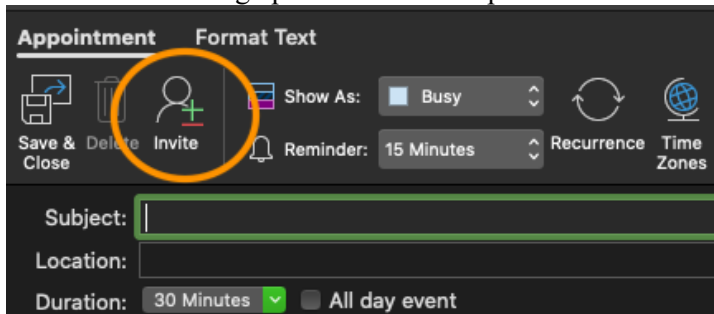 Appointment Format Text
Show As: Busy
Save & Close Delete Invite Reminder: 15 Minutes Recurrence Time Zones
Subject:
Location:
Duration: 30 Minutes All day event